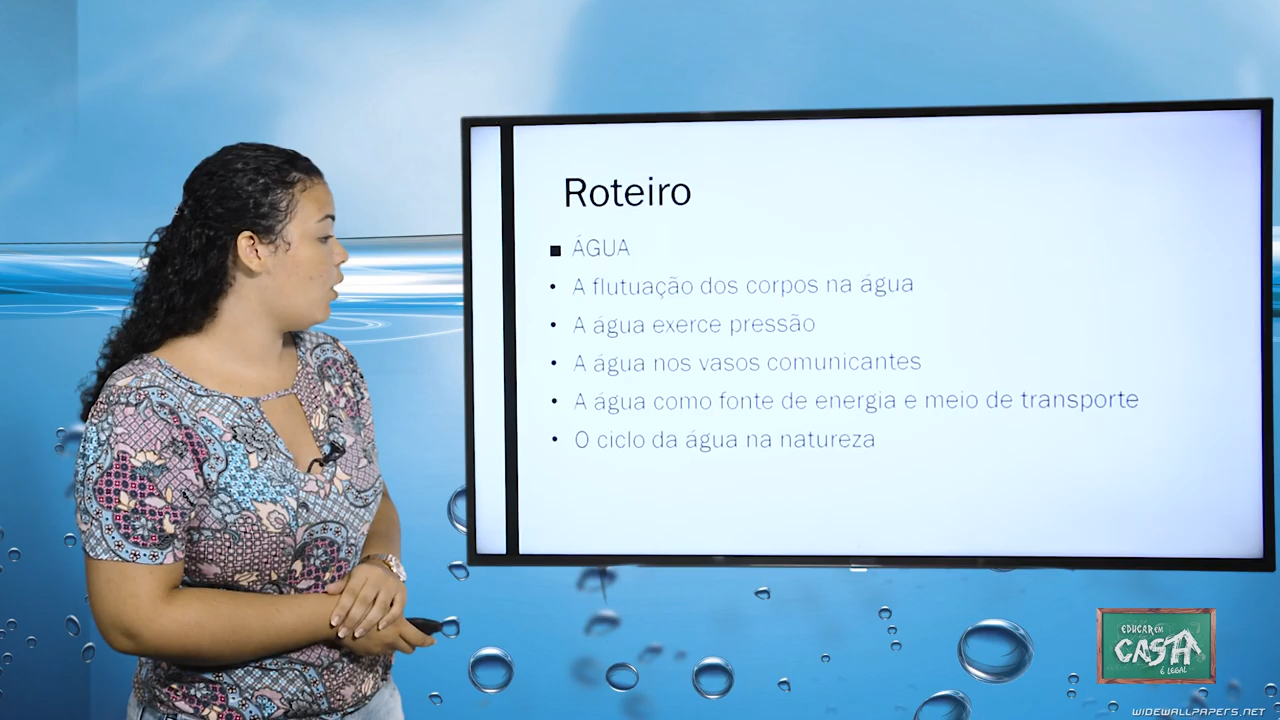 Roteiro
ÁGUA
A flutuação dos corpos na água
A água exerce pressão
A água nos vasos comunicantes
A água como fonte de energia e meio de transporte
O ciclo da água na natureza
EDUCAR EM
CASA
É LEGAL
WIDEWALLPAPERS.NET